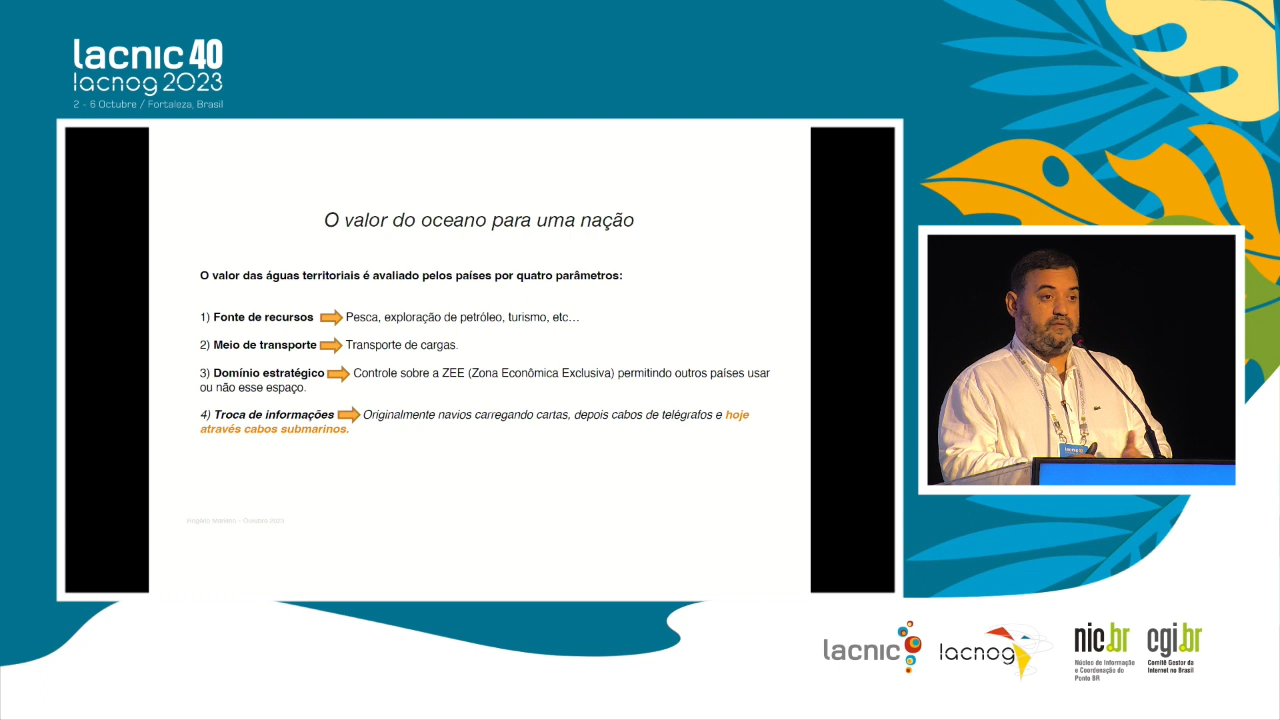 lacnic 40
lacnog 2023
2 - 6 Octubre / Fortaleza, Brasil
O valor do oceano para uma nação
O valor das águas territoriais é avaliado pelos países por quatro parâmetros:
1) Fonte de recursos Pesca, exploração de petróleo, turismo, etc…
2) Meio de transporte Transporte de cargas.
3) Domínio estratégico Controle sobre a ZEE (Zona Econômica Exclusiva) permitindo outros países usar
ou não esse espaço.
4) Troca de informações Originalmente navios carregando cartas, depois cabos de telégrafos e hoje
através cabos submarinos.
Outubro 2023
lacnic
lacnog
nic.br
Núcleo de Informação
e Coordenação do
Ponto BR
cgi.br
Comitê Gestor da
Internet no Brasil